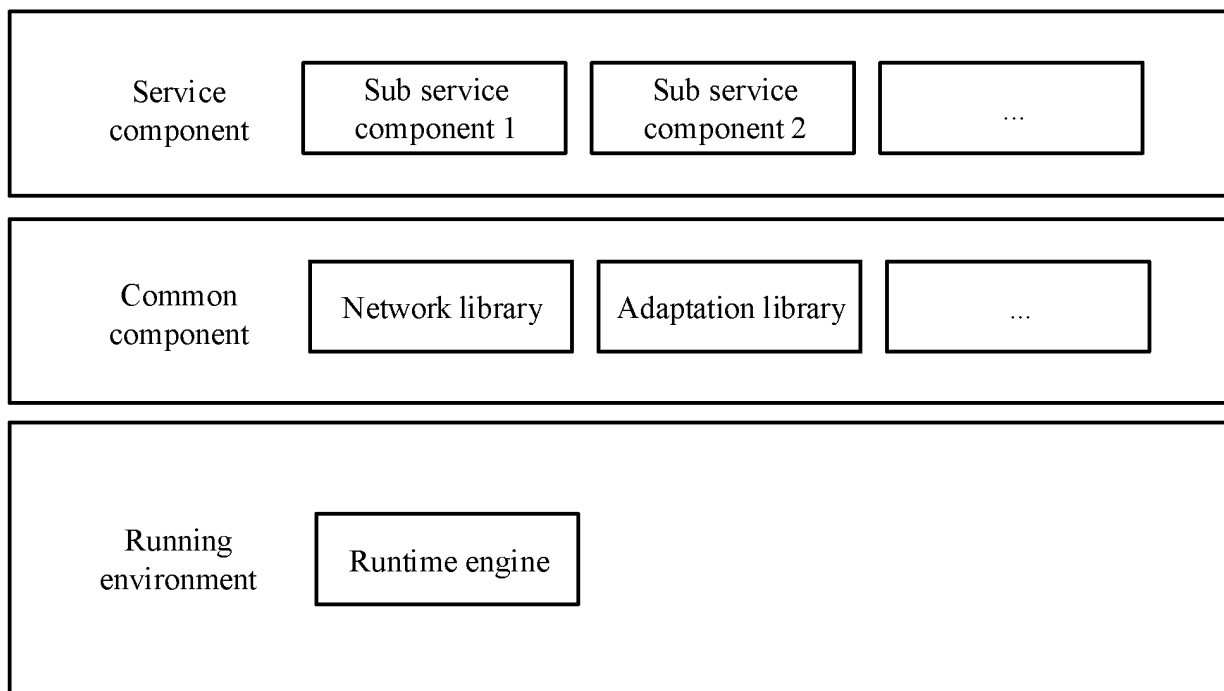 Service
component
Sub service
component 1
Sub service
component 2
...
Common
component
Network library
Adaptation library
...
Running
environment
Runtime engine